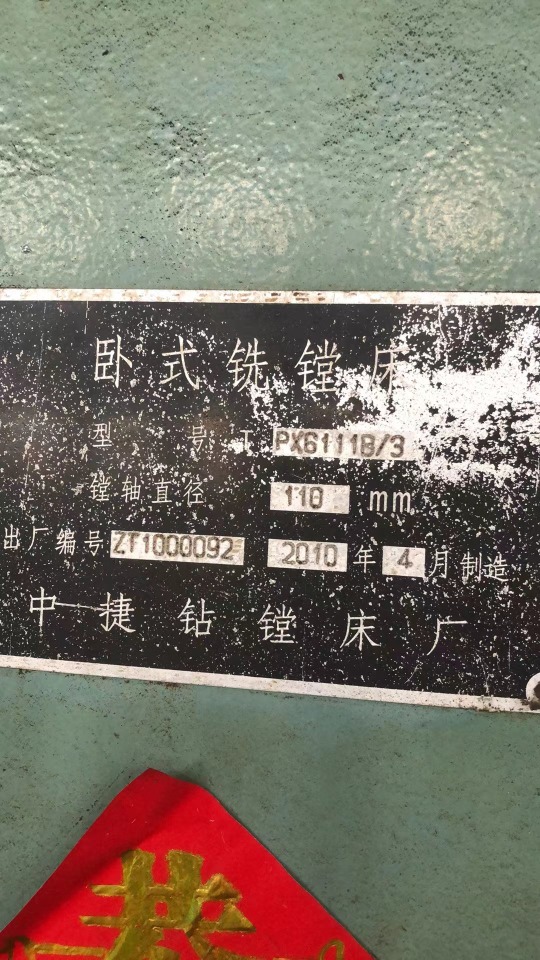 卧式铣镗床
型 号 T PX6111B/3
镗轴直径 110 mm
出厂编号 ZT1000092 2010 年 4 月制造
中捷钻镗床厂